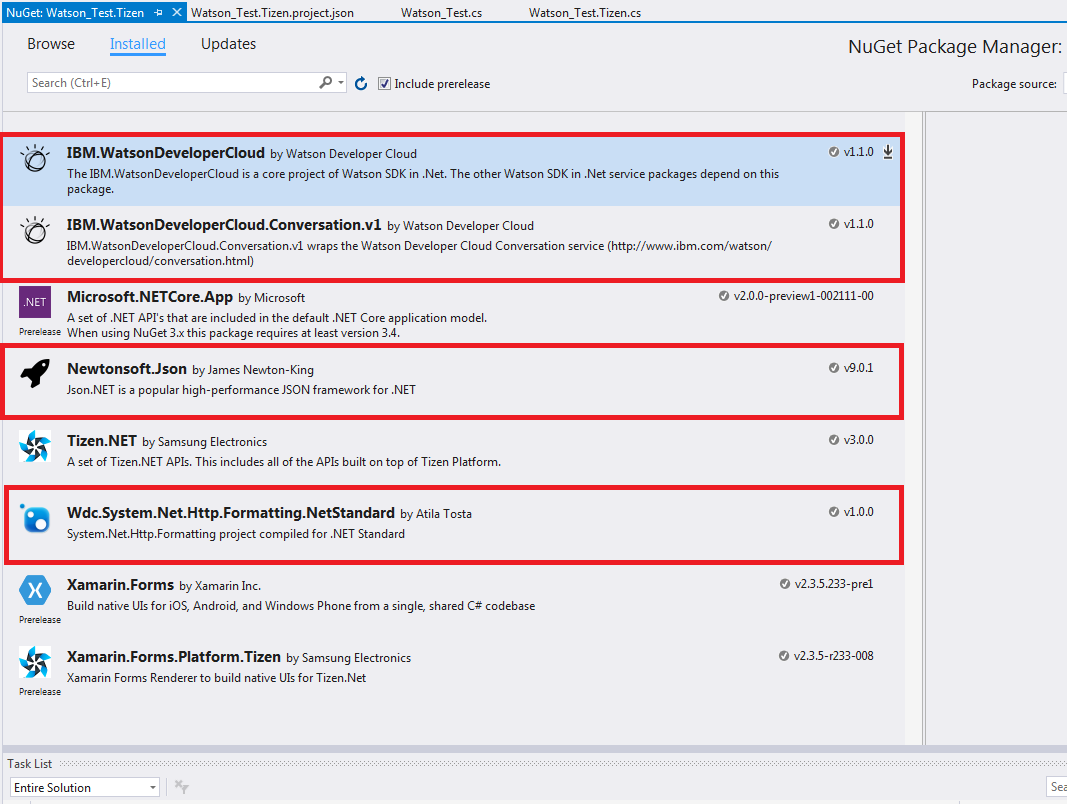 NuGet: Watson_Test.Tizen
Watson_Test.Tizen.project.json
Watson_Test.cs
Watson_Test.Tizen.cs
Browse
Installed
Updates
NuGet Package Manager:
Search (Ctrl+E)
Include prerelease
Package source:
IBM.WatsonDeveloperCloud by Watson Developer Cloud
v1.1.0
The IBM.WatsonDeveloperCloud is a core project of Watson SDK in .Net. The other Watson SDK in .Net service packages depend on this
package.
IBM.WatsonDeveloperCloud.Conversation.v1 by Watson Developer Cloud
v1.1.0
IBM.WatsonDeveloperCloud.Conversation.v1 wraps the Watson Developer Cloud Conversation service (http://www.ibm.com/watson/
developercloud/conversation.html)
.NET
Microsoft.NETCore.App by Microsoft
v2.0.0-preview1-002111-00
A set of .NET API's that are included in the default .NET Core application model.
Prerelease
When using NuGet 3.x this package requires at least version 3.4.
Newtonsoft.Json by James Newton-King
v9.0.1
Json.NET is a popular high-performance JSON framework for .NET
Tizen.NET by Samsung Electronics
v3.0.0
A set of Tizen.NET APIs. This includes all of the APIs built on top of Tizen Platform.
Wdc.System.Net.Http.Formatting.NetStandard by Atila Tosta
v1.0.0
System.Net.Http.Formatting project compiled for .NET Standard
Xamarin.Forms by Xamarin Inc.
v2.3.5.233-pre1
Build native UIs for iOS, Android, and Windows Phone from a single, shared C# codebase
Prerelease
Xamarin.Forms.Platform.Tizen by Samsung Electronics
v2.3.5-r233-008
Xamarin Forms Renderer to build native UIs for Tizen.Net
Prerelease
Task List
Entire Solution
Sea